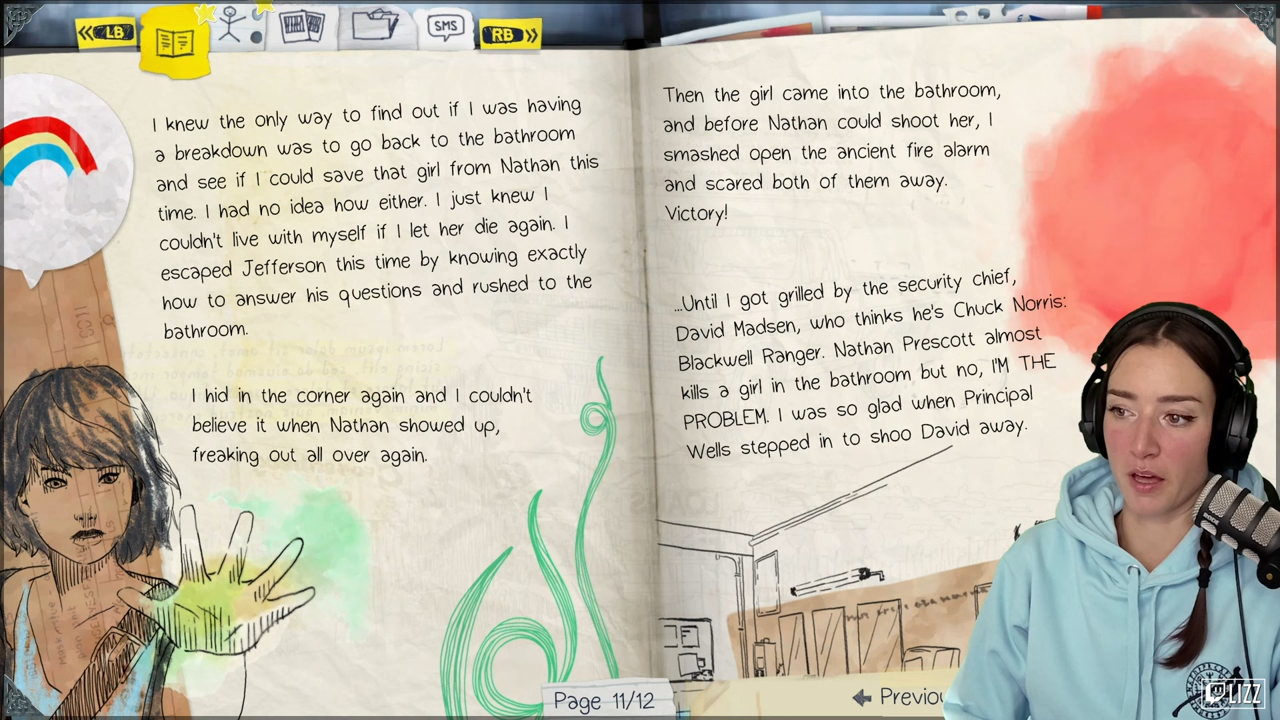 LB
SMS
RB
I knew the only way to find out if I was having
a breakdown was to go back to the bathroom
and see if I could save that girl from Nathan this
time. I had no idea how either. I just knew I
couldn't live with myself if I let her die again. I
escaped Jefferson this time by knowing exactly
how to answer his questions and rushed to the
bathroom.
I hid in the corner again and I couldn't
believe it when Nathan showed up,
freaking out all over again.
Then the girl came into the bathroom,
and before Nathan could shoot her, I
smashed open the ancient fire alarm
and scared both of them away.
Victory!
...Until I got grilled by the security chief,
David Madsen, who thinks he's Chuck Norris:
Blackwell Ranger. Nathan Prescott almost
kills a girl in the bathroom but no, I'M THE
PROBLEM. I was so glad when Principal
Wells stepped in to shoo David away.
Page 11/12
Previou
LIZZ